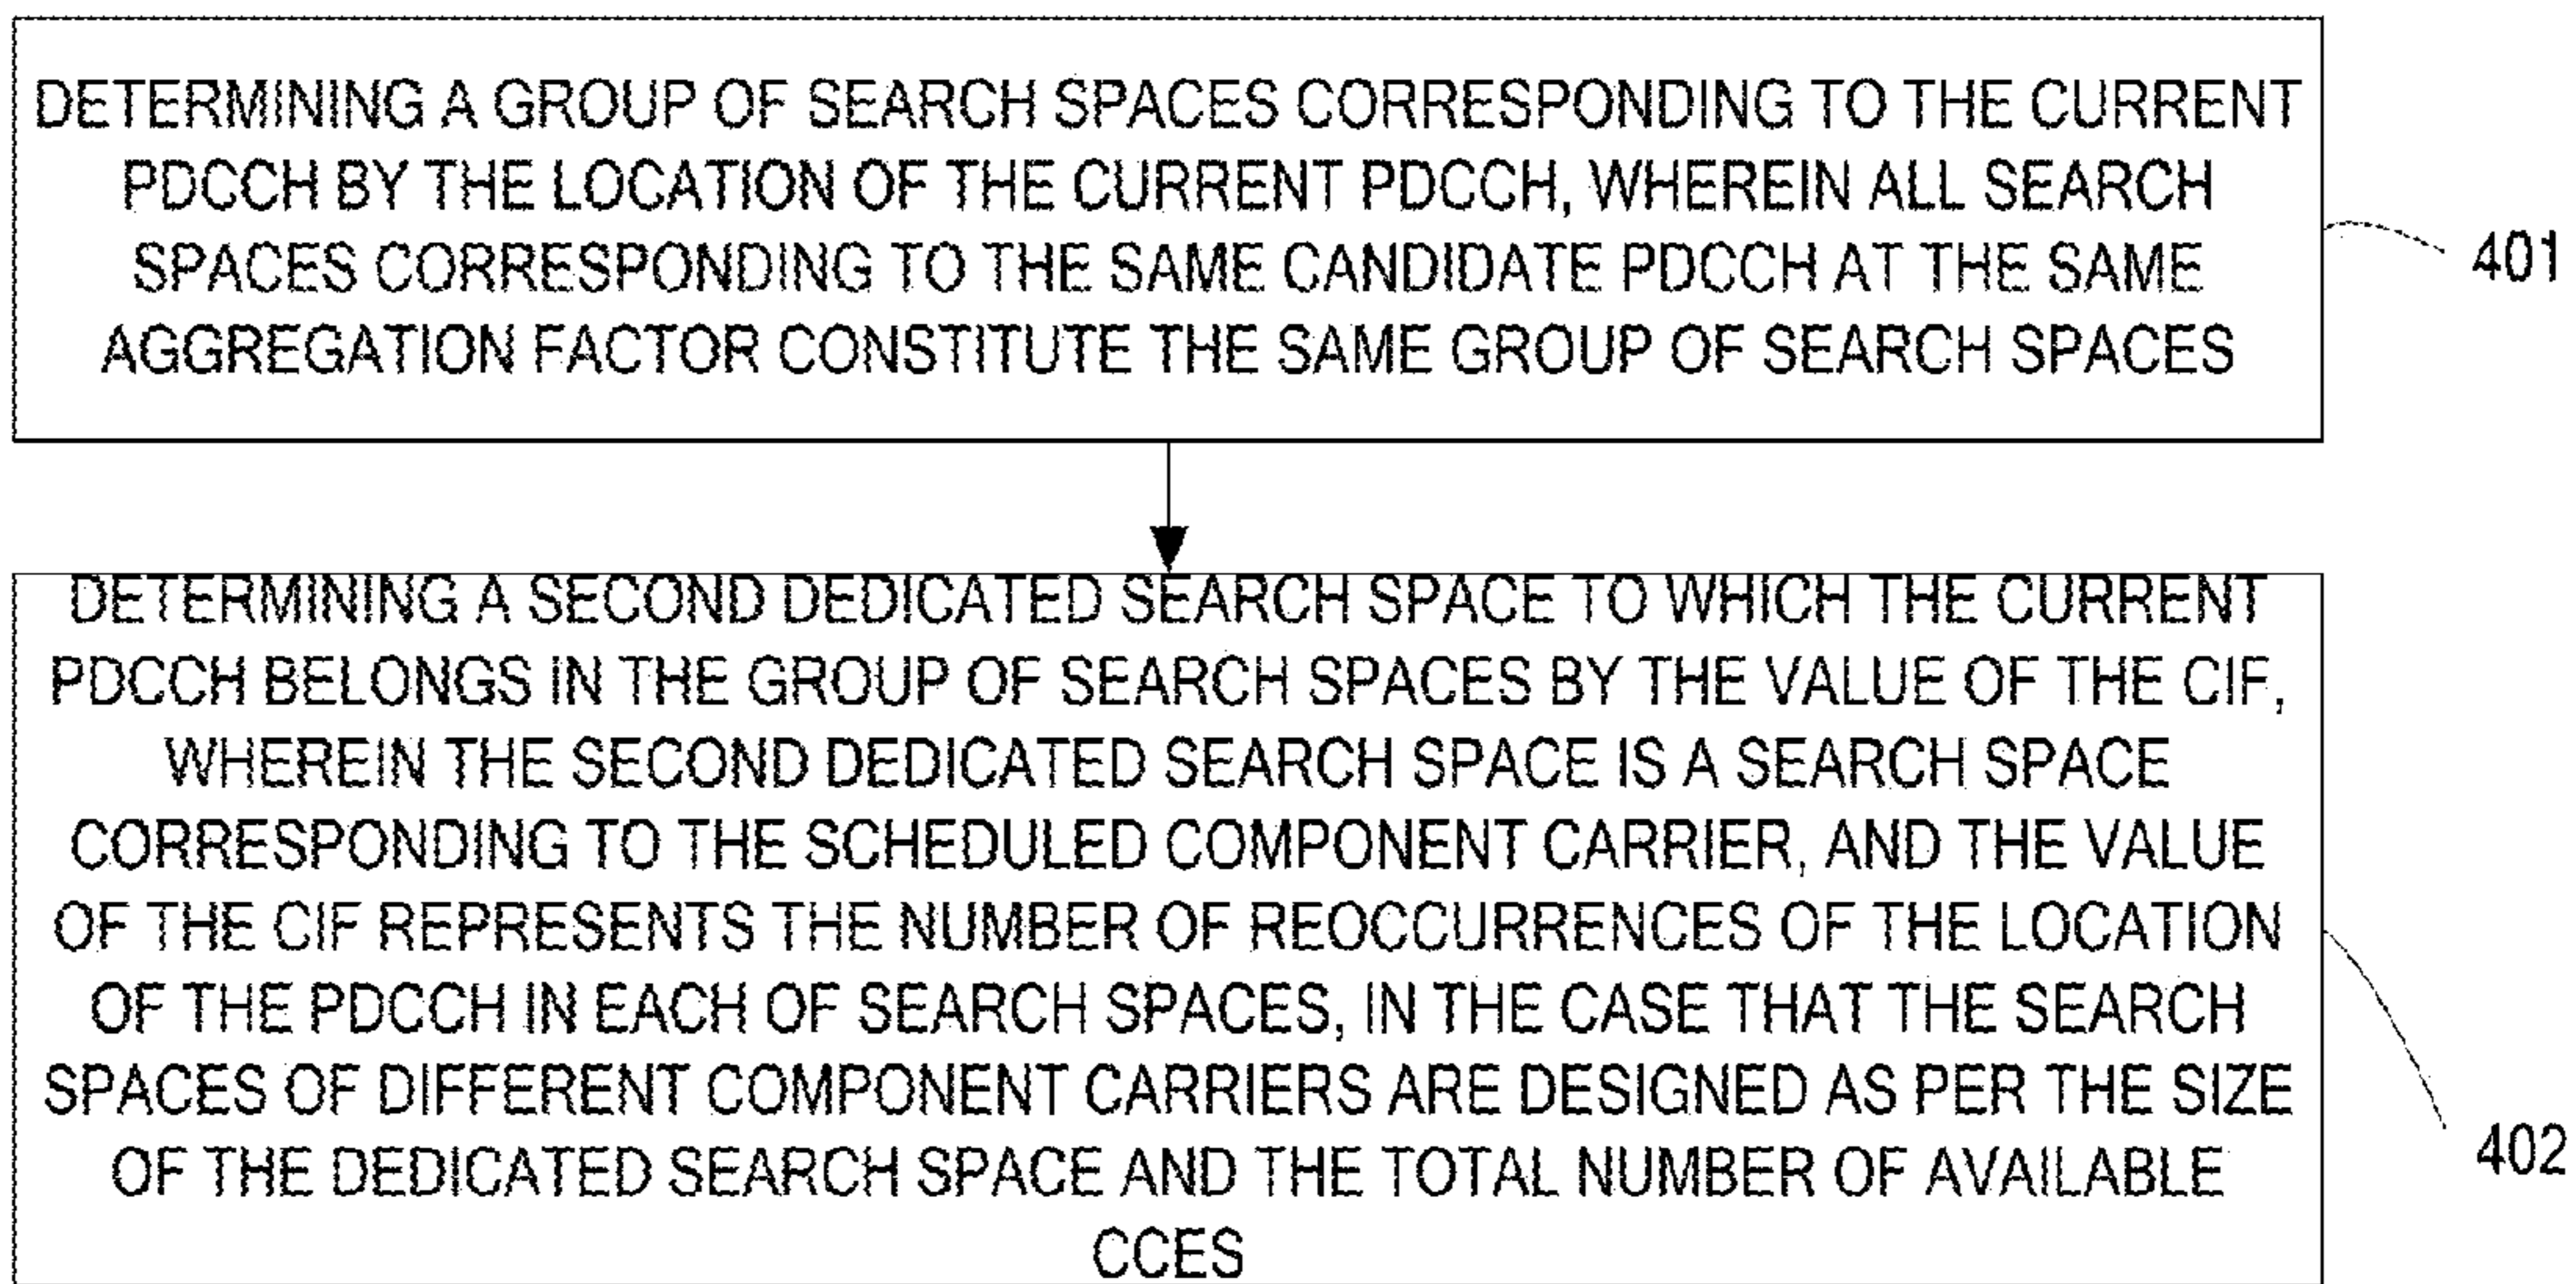 DETERMINING A GROUP OF SEARCH SPACES CORRESPONDING TO THE CURRENT
PDCCH BY THE LOCATION OF THE CURRENT PDCCH, WHEREIN ALL SEARCH
SPACES CORRESPONDING TO THE SAME CANDIDATE PDCCH AT THE SAME
AGGREGATION FACTOR CONSTITUTE THE SAME GROUP OF SEARCH SPACES
401
DETERMINING A SECOND DEDICATED SEARCH SPACE TO WHICH THE CURRENT
PDCCH BELONGS IN THE GROUP OF SEARCH SPACES BY THE VALUE OF THE CIF,
WHEREIN THE SECOND DEDICATED SEARCH SPACE IS A SEARCH SPACE
CORRESPONDING TO THE SCHEDULED COMPONENT CARRIER, AND THE VALUE
OF THE CIF REPRESENTS THE NUMBER OF REOCCURRENCES OF THE LOCATION
OF THE PDCCH IN EACH OF SEARCH SPACES, IN THE CASE THAT THE SEARCH
SPACES OF DIFFERENT COMPONENT CARRIERS ARE DESIGNED AS PER THE SIZE
OF THE DEDICATED SEARCH SPACE AND THE TOTAL NUMBER OF AVAILABLE
CCES
402